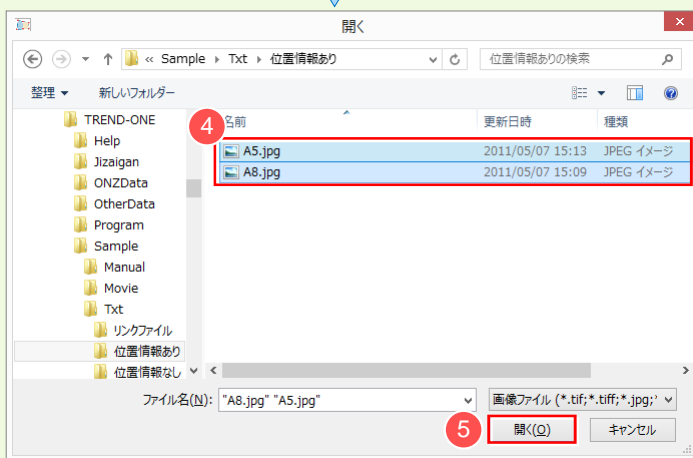 開く
« Sample ▸ Txt ▸ 位置情報あり
位置情報ありの検索
整理 ▼ 新しいフォルダー
TREND-ONE
Help
Jizaigan
ONZData
OtherData
Program
Sample
Manual
Movie
Txt
リンクファイル
位置情報あり
位置情報なし
4
名前 更新日時 種類
A5.jpg 2011/05/07 15:13 JPEG イメージ
A8.jpg 2011/05/07 15:09 JPEG イメージ
ファイル名(N): "A8.jpg" "A5.jpg" 画像ファイル (*.tif;*.tiff;*.jpg;*
5
開く(O) キャンセル